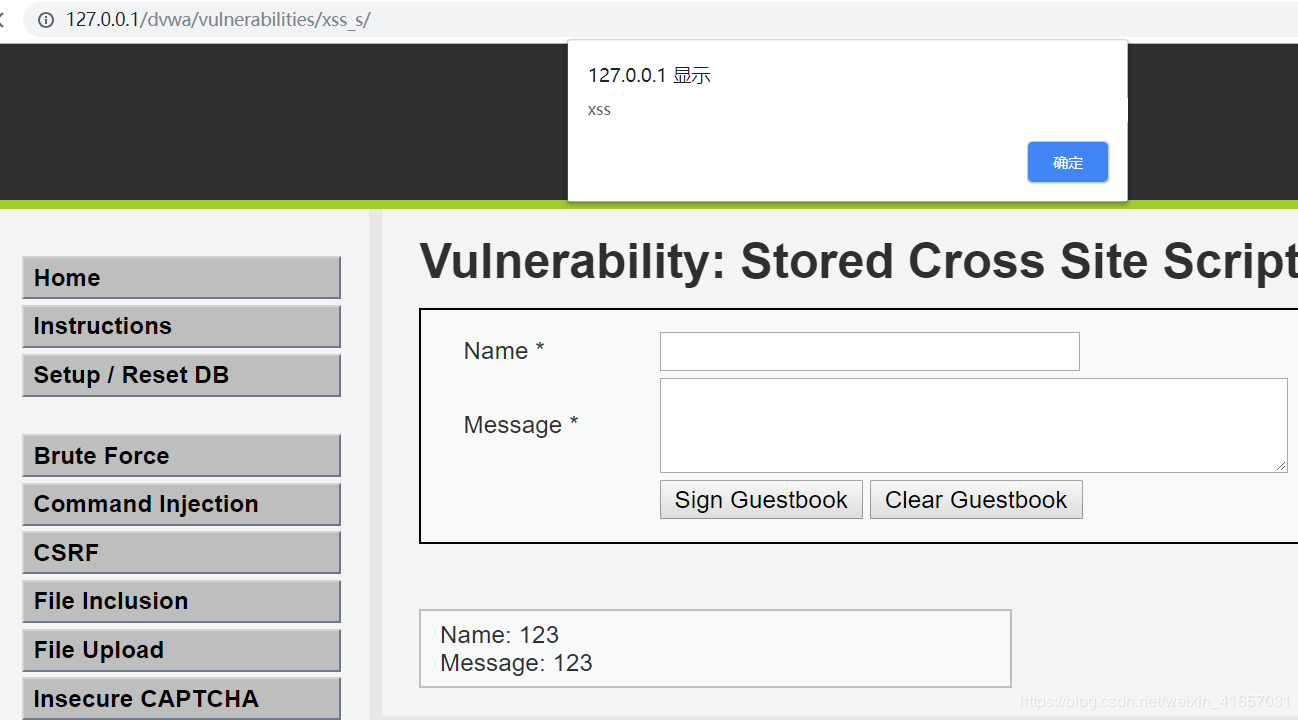 127.0.0.1/dvwa/vulnerabilities/xss_s/
127.0.0.1 显示
xss
确定
Home
Instructions
Setup / Reset DB
Brute Force
Command Injection
CSRF
File Inclusion
File Upload
Insecure CAPTCHA
Vulnerability: Stored Cross Site Script
Name *
Message *
Sign Guestbook Clear Guestbook
Name: 123
Message: 123
https://blog.csdn.net/weixin_41657031